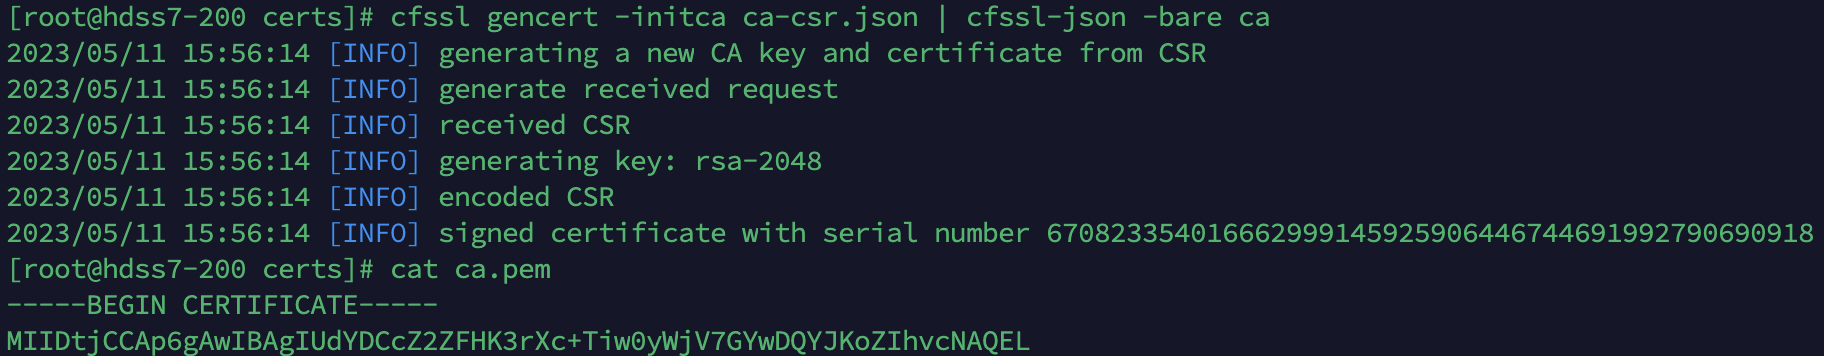 [root@hdss7-200 certs]# cfssl gencert -initca ca-csr.json | cfssl-json -bare ca
2023/05/11 15:56:14 [INFO] generating a new CA key and certificate from CSR
2023/05/11 15:56:14 [INFO] generate received request
2023/05/11 15:56:14 [INFO] received CSR
2023/05/11 15:56:14 [INFO] generating key: rsa-2048
2023/05/11 15:56:14 [INFO] encoded CSR
2023/05/11 15:56:14 [INFO] signed certificate with serial number 670823354016662999145925906446744691992790690918
[root@hdss7-200 certs]# cat ca.pem
-----BEGIN CERTIFICATE-----
MIIDtjCCAp6gAwIBAgIUdYDCcZ2ZFHK3rXc+Tiw0yWjV7GYwDQYJKoZIhvcNAQEL